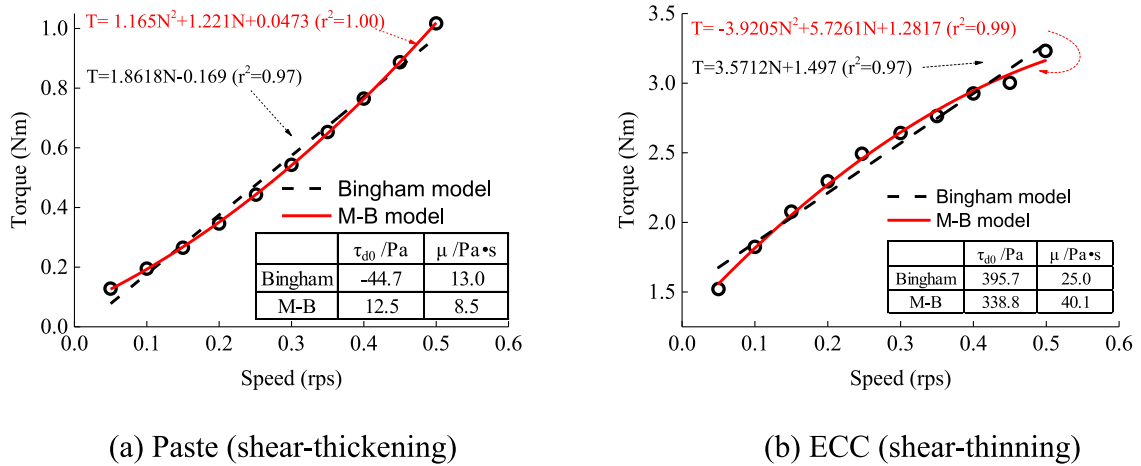 T= 1.165N²+1.221N+0.0473 (r²=1.00)
T=1.8618N-0.169 (r²=0.97)
Torque (Nm)
1.0
0.8
0.6
0.4
0.2
0.0
Bingham model
M-B model
τd0 /Pa μ /Pa•s
Bingham -44.7 13.0
M-B 12.5 8.5
0.0 0.1 0.2 0.3 0.4 0.5 0.6
Speed (rps)
(a) Paste (shear-thickening)
T= -3.9205N²+5.7261N+1.2817 (r²=0.99)
T=3.5712N+1.497 (r²=0.97)
Torque (Nm)
3.5
3.0
2.5
2.0
1.5
Bingham model
M-B model
τd0 /Pa μ /Pa•s
Bingham 395.7 25.0
M-B 338.8 40.1
0.0 0.1 0.2 0.3 0.4 0.5 0.6
Speed (rps)
(b) ECC (shear-thinning)